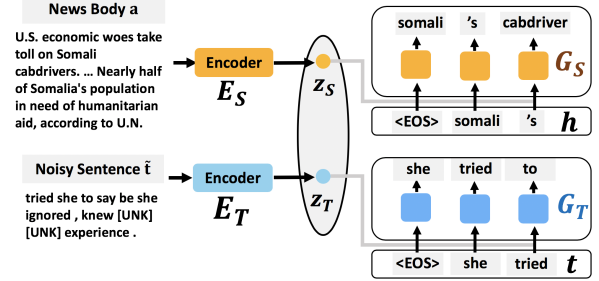 News Body a
U.S. economic woes take
toll on Somali
cabdrivers. ... Nearly half
of Somalia's population
in need of humanitarian
aid, according to U.N.
Encoder
E_S
z_S
somali 's cabdriver
G_S
<EOS> somali 's h
Noisy Sentence t̃
tried she to say be she
ignored , knew [UNK]
[UNK] experience .
Encoder
E_T
z_T
she tried to
G_T
<EOS> she tried t